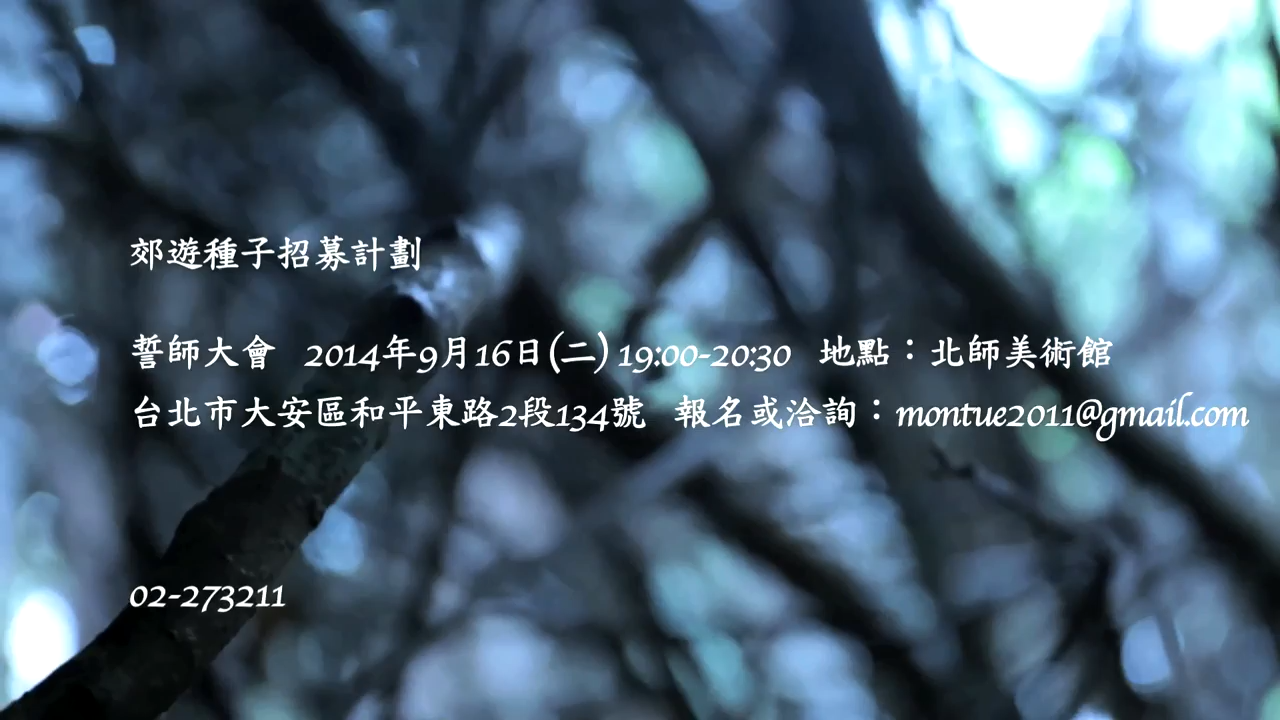 郊遊種子招募計劃
誓師大會 2014年9月16日(二) 19:00-20:30 地點：北師美術館
台北市大安區和平東路2段134號 報名或洽詢：montue2011@gmail.com
02-273211